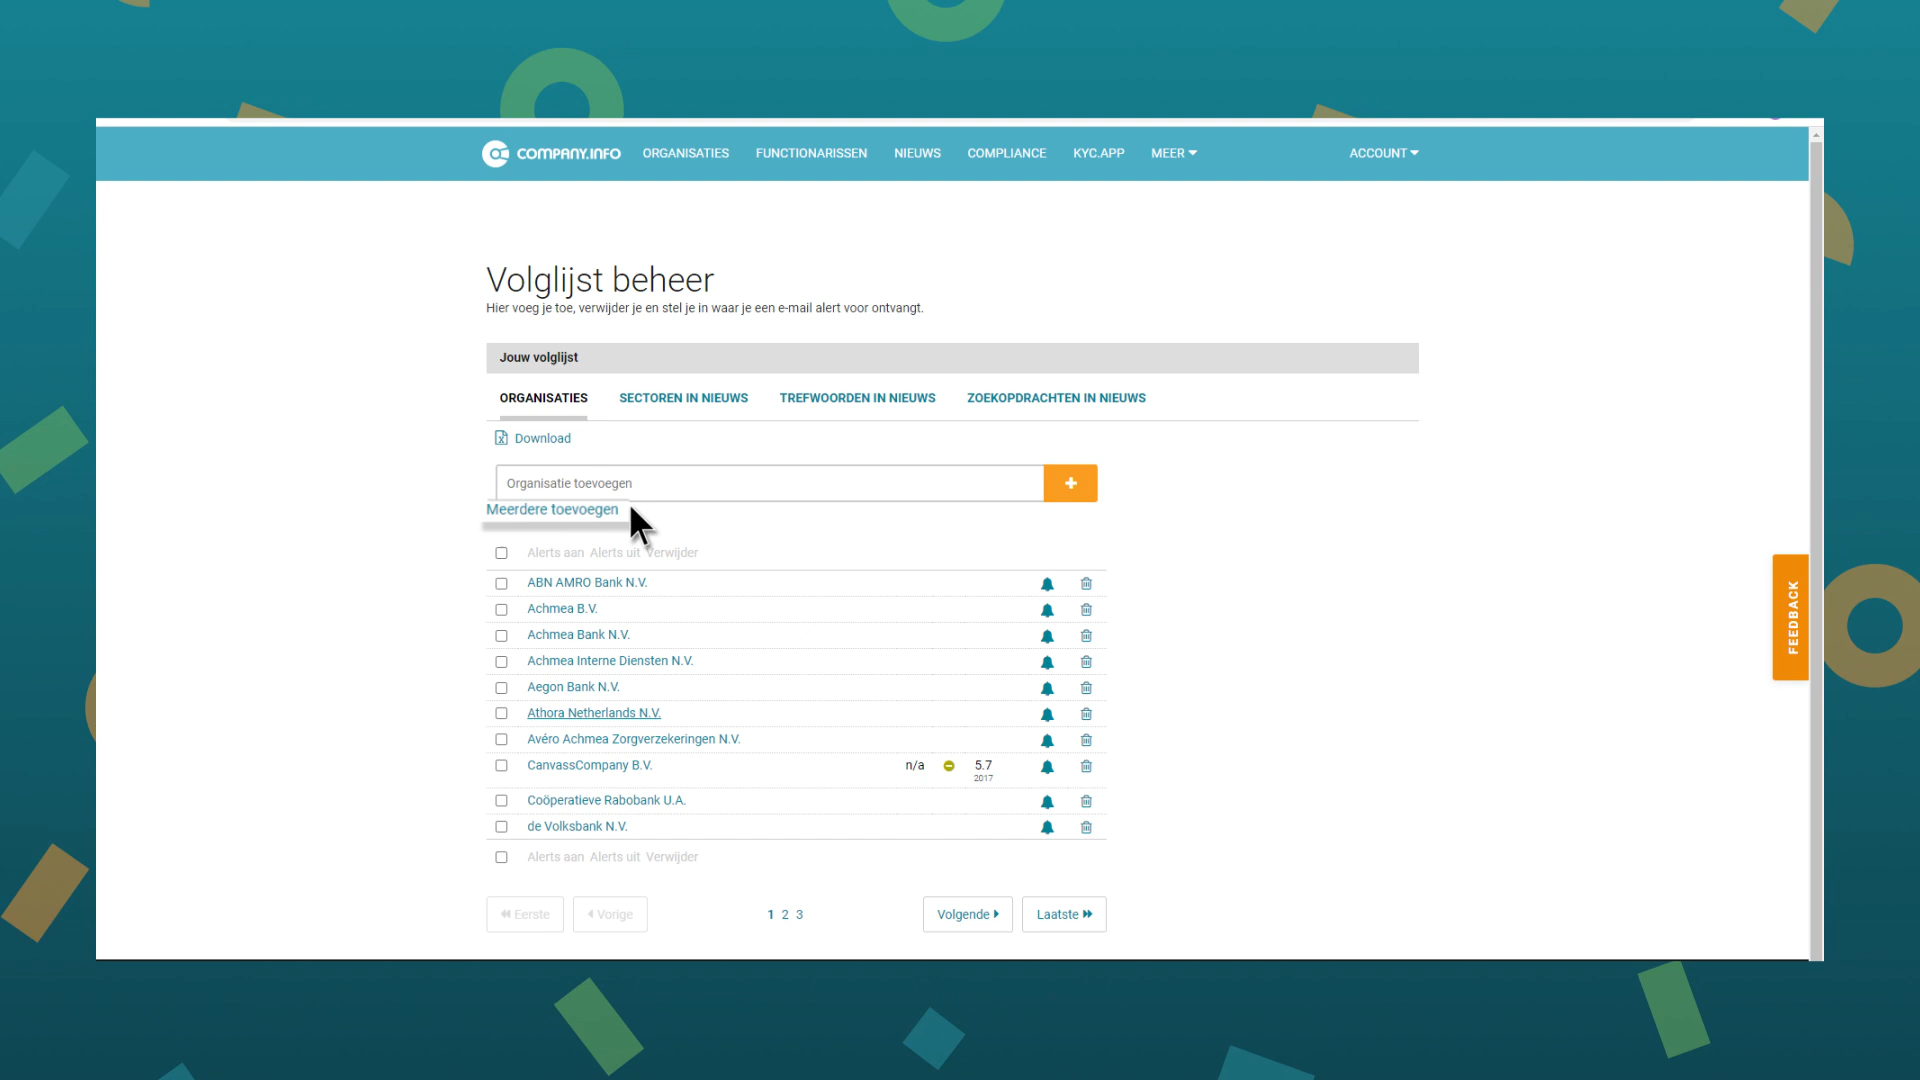 COMPANY.INFO ORGANISATIES FUNCTIONARISSEN NIEUWS COMPLIANCE KYC.APP MEER ACCOUNT
Volglijst beheer
Hier voeg je toe, verwijder je en stel je in waar je een e-mail alert voor ontvangt.
Jouw volglijst
ORGANISATIES SECTOREN IN NIEUWS TREFWOORDEN IN NIEUWS ZOEKOPDRACHTEN IN NIEUWS
Download
Organisatie toevoegen
Meerdere toevoegen
Alerts aan Alerts uit Verwijder
ABN AMRO Bank N.V.
Achmea B.V.
Achmea Bank N.V.
Achmea Interne Diensten N.V.
Aegon Bank N.V.
Athora Netherlands N.V.
Avéro Achmea Zorgverzekeringen N.V.
CanvassCompany B.V. n/a 5.7
2017
Coöperatieve Rabobank U.A.
de Volksbank N.V.
Alerts aan Alerts uit Verwijder
Eerste Vorige 1 2 3 Volgende Laatste
FEEDBACK